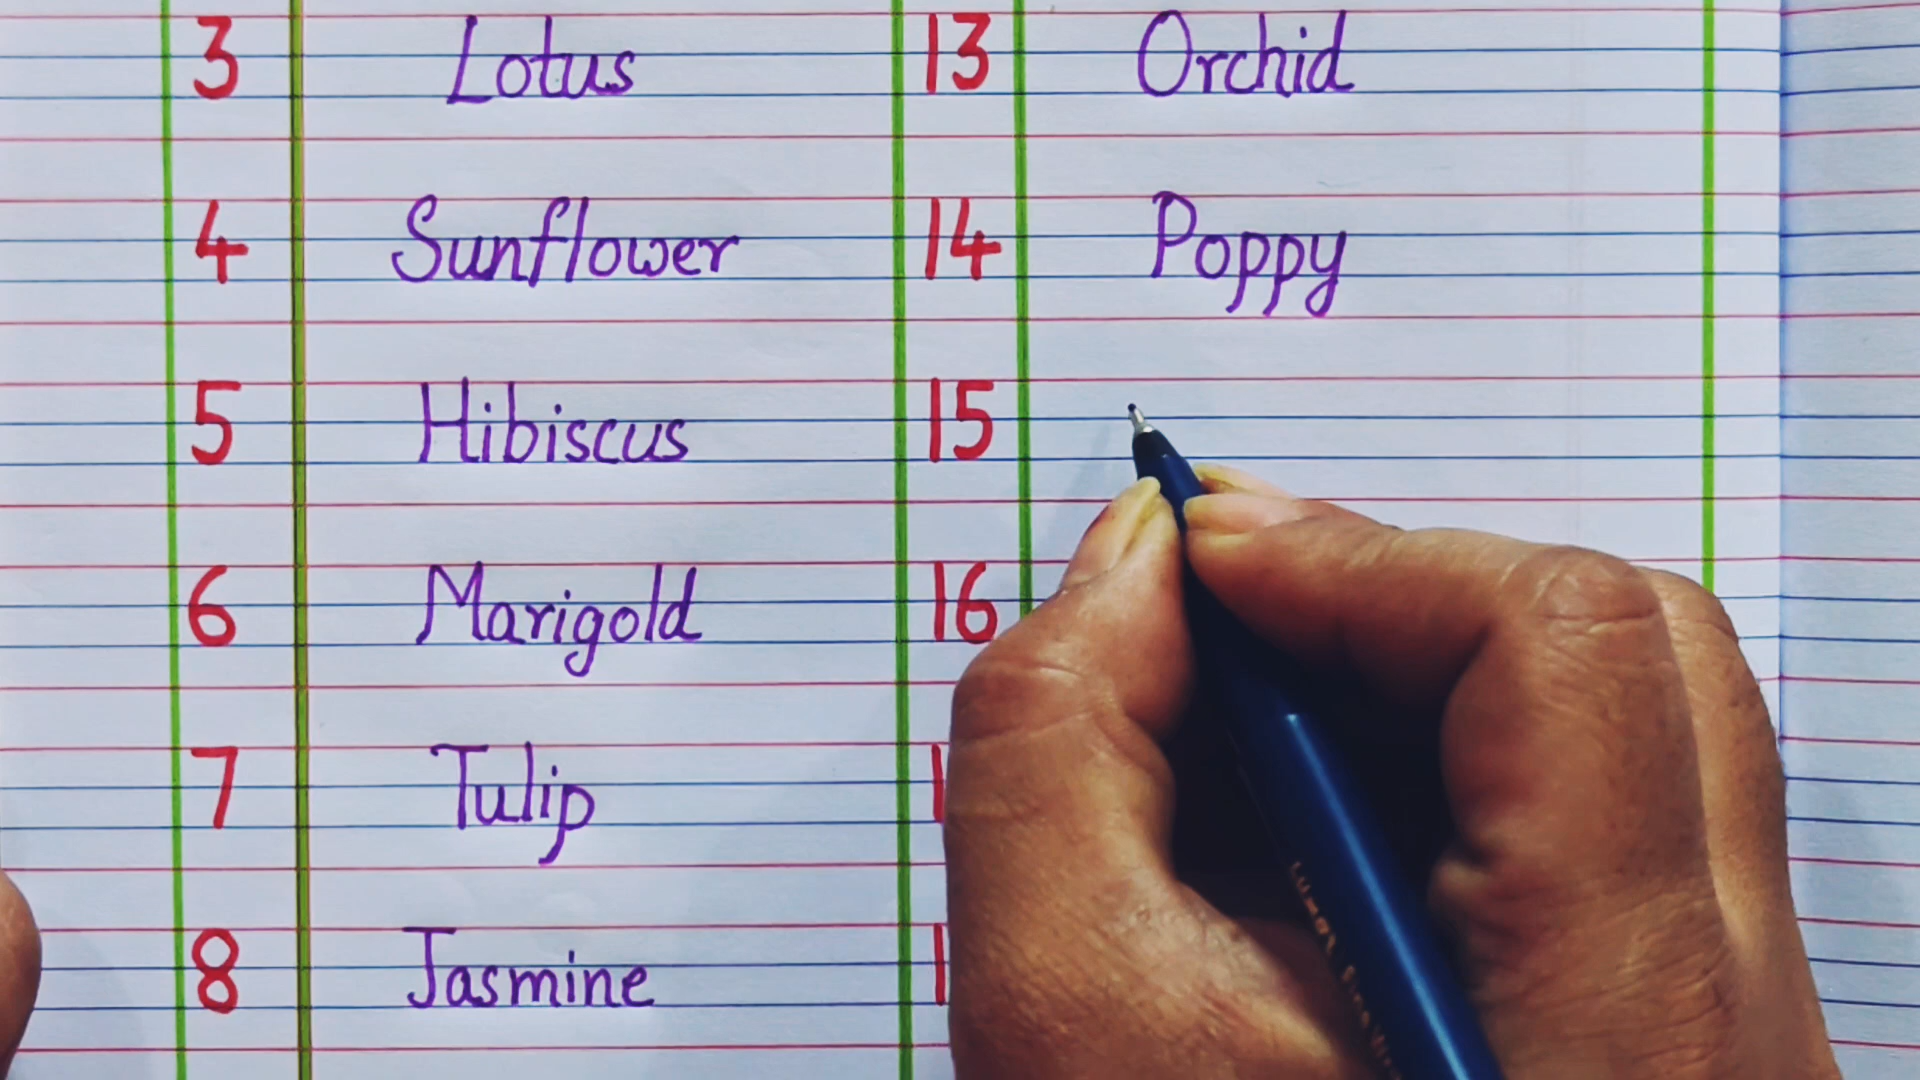 3 Lotus 13 Orchid
4 Sunflower 14 Poppy
5 Hibiscus 15
6 Marigold 16
7 Tulip
8 Jasmine